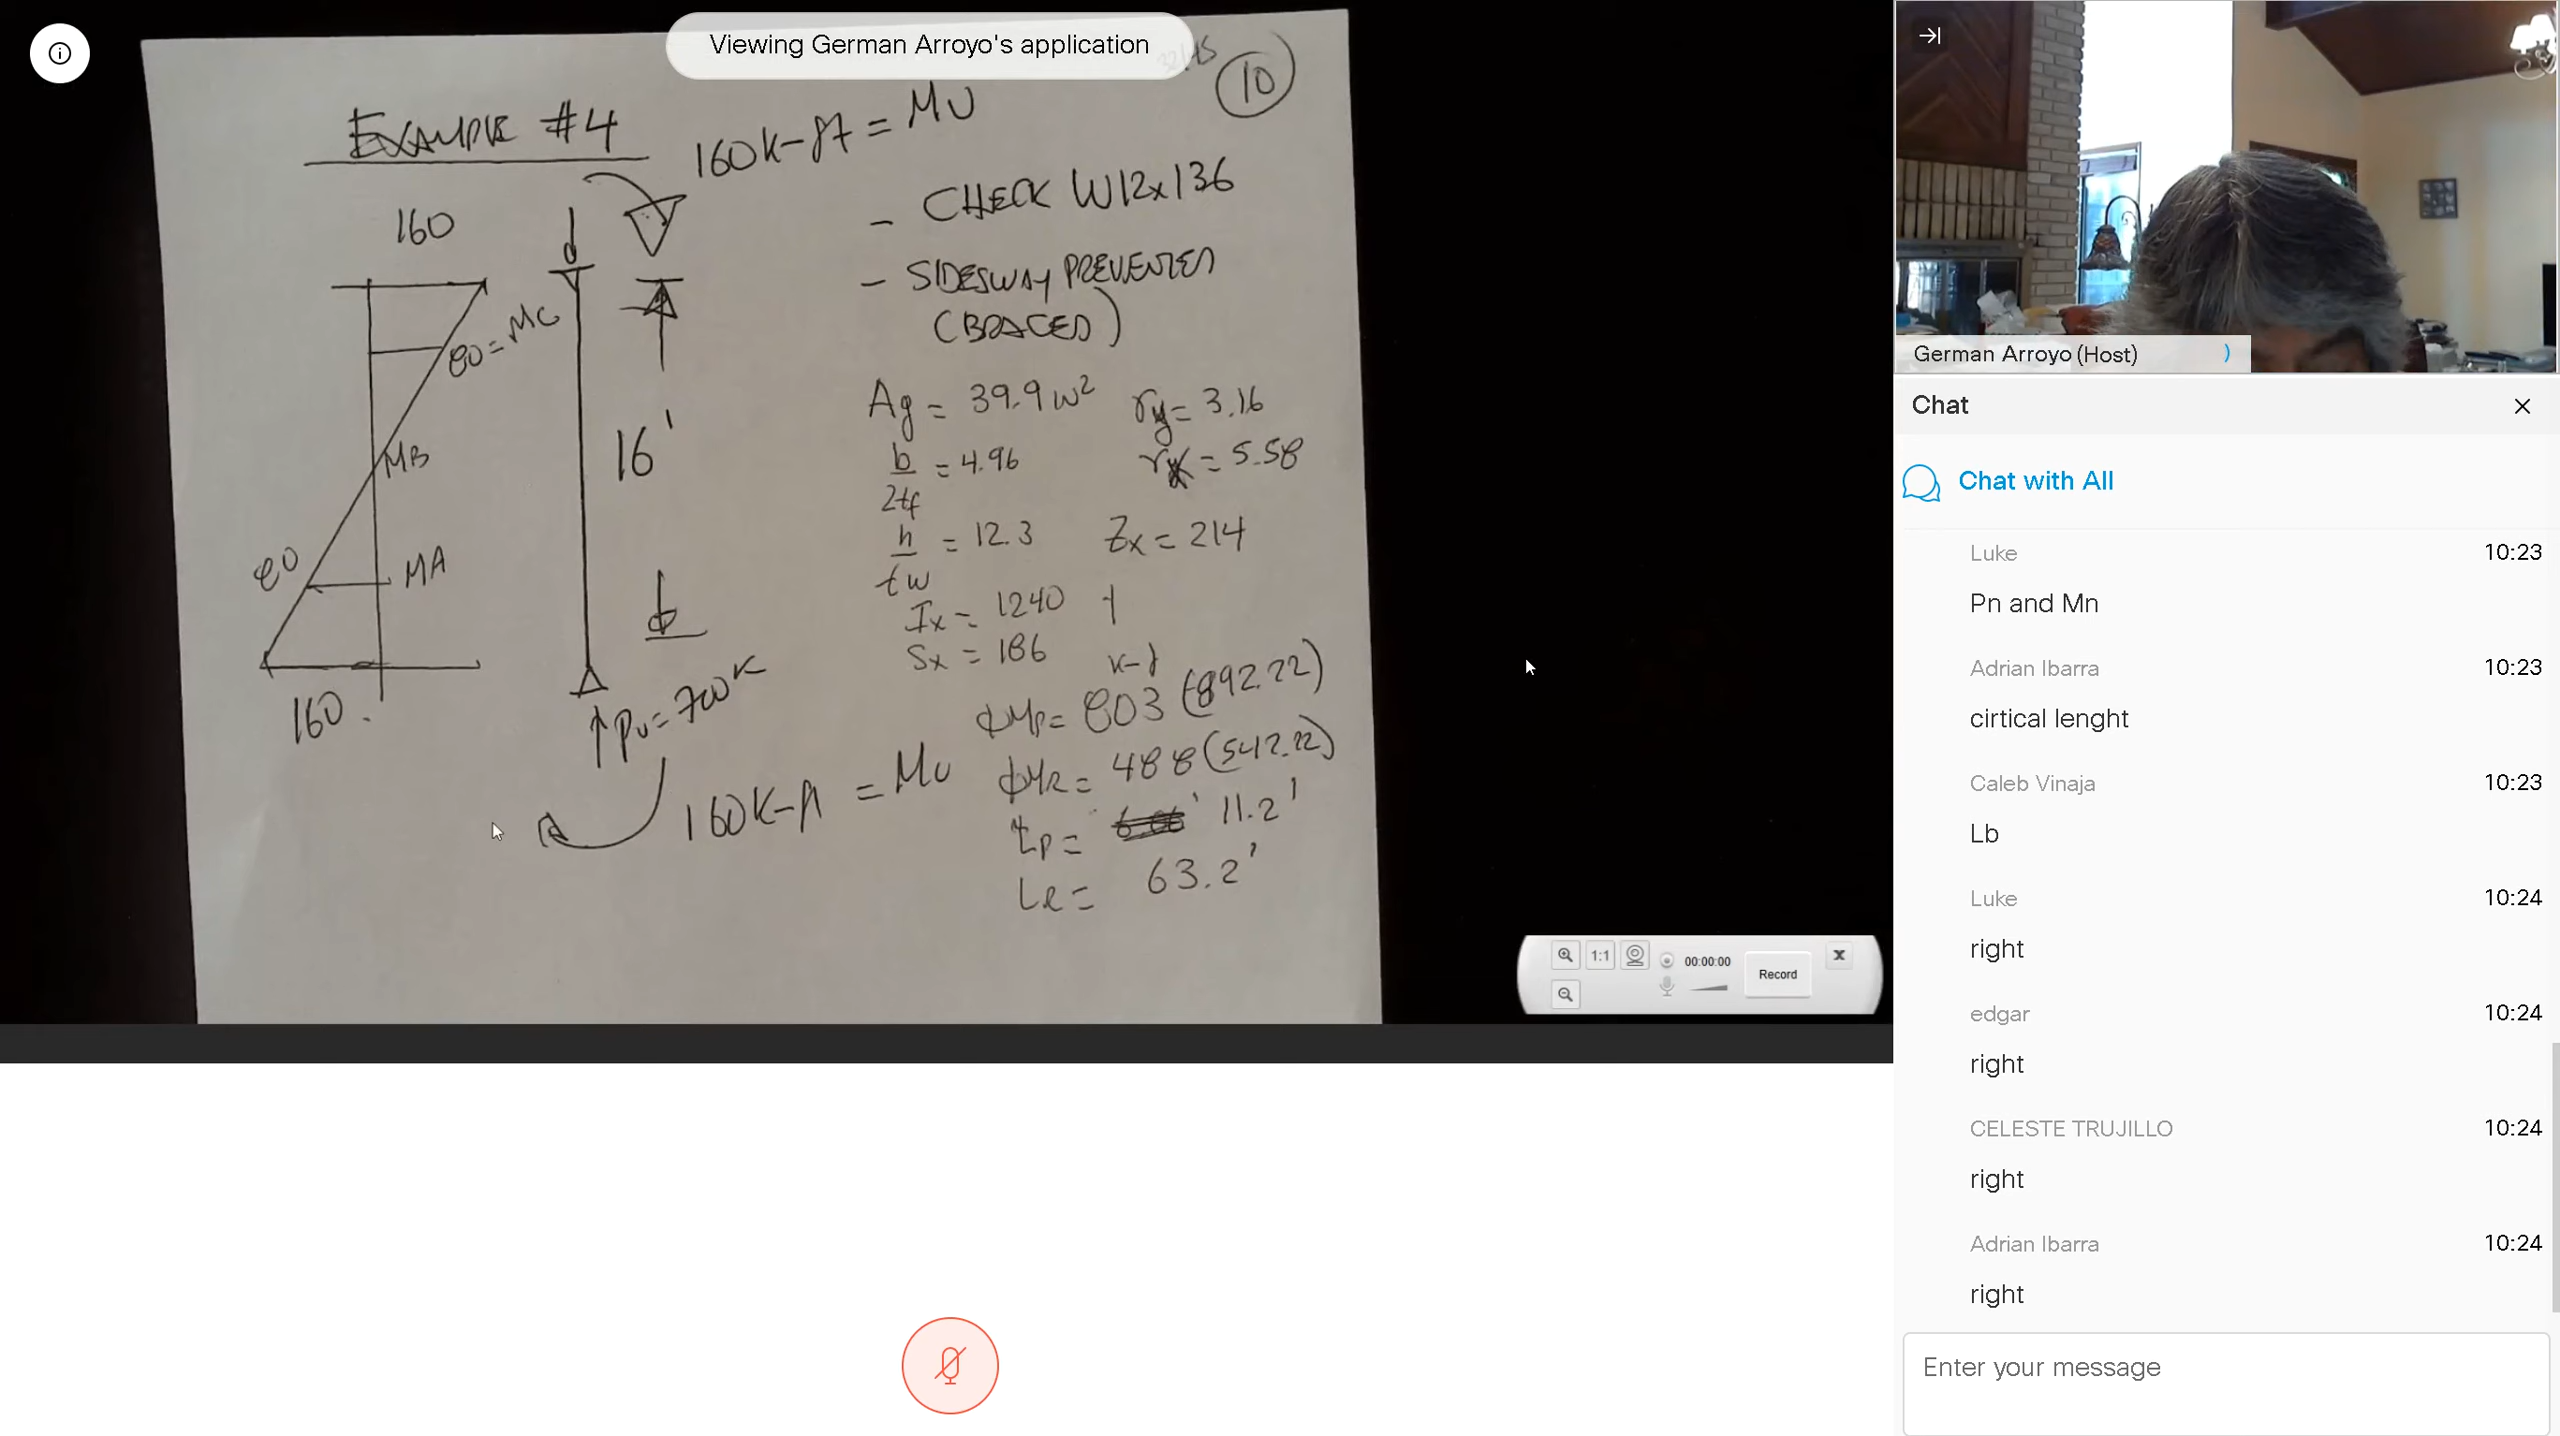 Viewing German Arroyo's application
10
EXAMPLE #4
160K-ft = MU
160
- CHECK W12x136
- SIDESWAY PREVENTED
(BRACED)
80 = MC
Ag = 39.9 in2
ry = 3.16
b/2tf = 4.96
rx = 5.58
16'
MB
h/tw = 12.3
Zx = 214
80
MA
Ix = 1240
Sx = 186
K-f
ΦMp = 803 (892.22)
160.
Pu = 700K
160K-ft = MU
ΦMR = 488 (542.22)
Lp = 11.2'
LR = 63.2'
1:1
00:00:00
Record
x
German Arroyo (Host)
Chat
Chat with All
Luke 10:23
Pn and Mn
Adrian Ibarra 10:23
cirtical lenght
Caleb Vinaja 10:23
Lb
Luke 10:24
right
edgar 10:24
right
CELESTE TRUJILLO 10:24
right
Adrian Ibarra 10:24
right
Enter your message